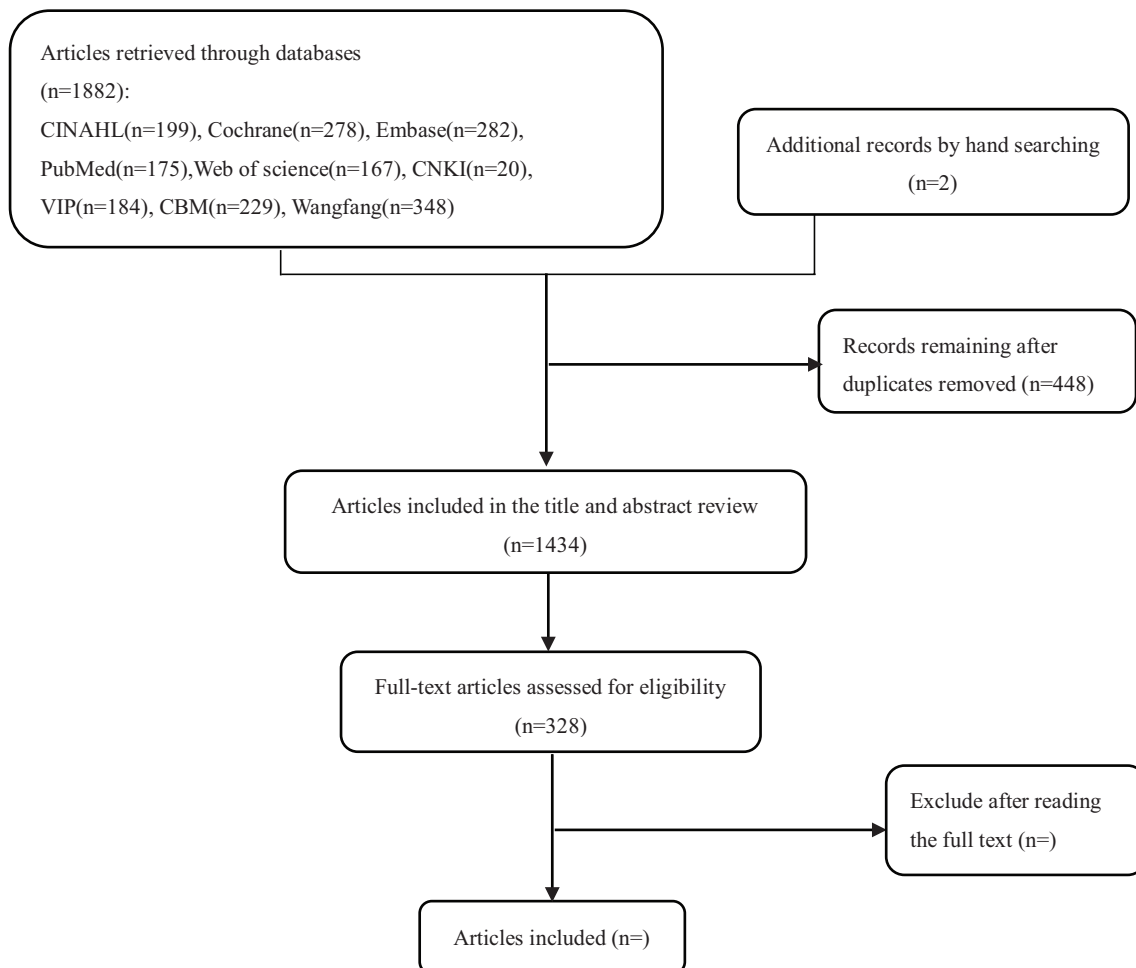 Articles retrieved through databases
(n=1882):
CINAHL(n=199), Cochrane(n=278), Embase(n=282),
PubMed(n=175),Web of science(n=167), CNKI(n=20),
VIP(n=184), CBM(n=229), Wangfang(n=348)
Additional records by hand searching
(n=2)
Records remaining after
duplicates removed (n=448)
Articles included in the title and abstract review
(n=1434)
Full-text articles assessed for eligibility
(n=328)
Exclude after reading
the full text (n=)
Articles included (n=)